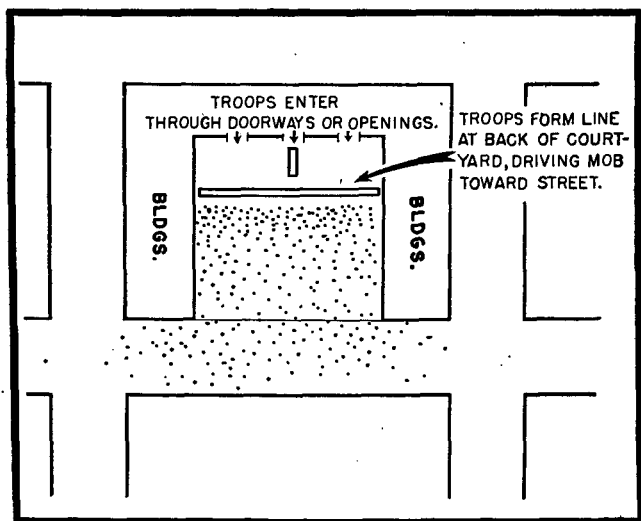 TROOPS ENTER
THROUGH DOORWAYS OR OPENINGS.
TROOPS FORM LINE
AT BACK OF COURT-
YARD, DRIVING MOB
TOWARD STREET.
BLDGS.
BLDGS.